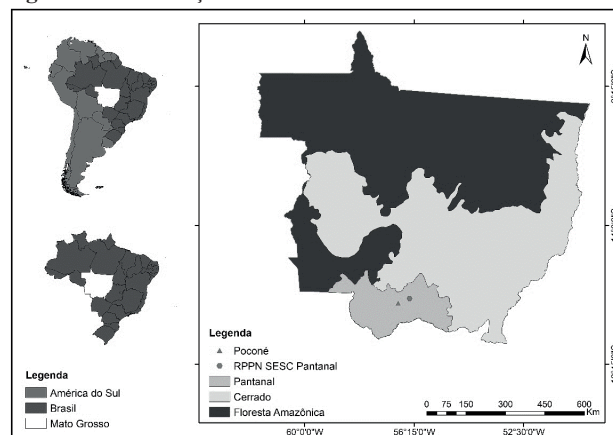 N
Legenda
América do Sul
Brasil
Mato Grosso
Legenda
Poconé
RPPN SESC Pantanal
Pantanal
Cerrado
Floresta Amazônica
0 75 150 300 450 600
Km
60°0'0"W 56°15'0"W 52°30'0"W